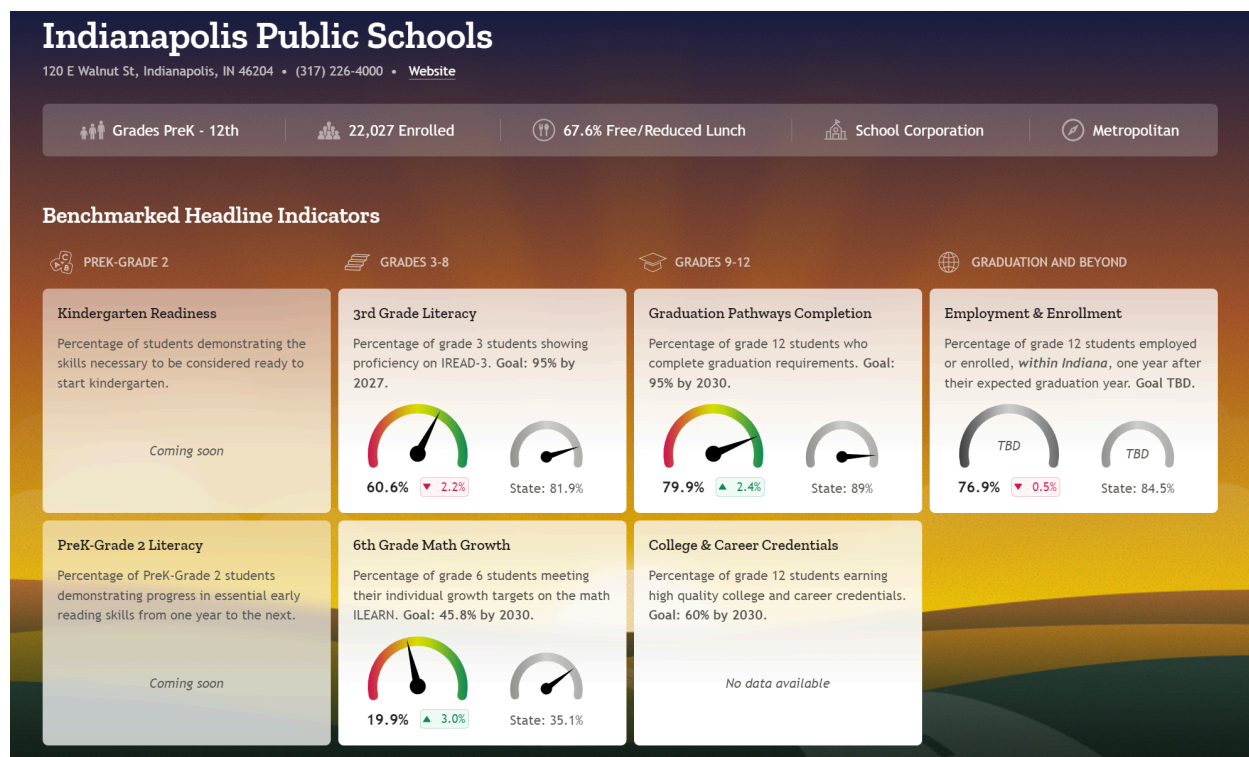 Indianapolis Public Schools
120 E Walnut St, Indianapolis, IN 46204 • (317) 226-4000 • Website
Grades PreK - 12th
22,027 Enrolled
67.6% Free/Reduced Lunch
School Corporation
Metropolitan
Benchmarked Headline Indicators
PREK-GRADE 2
GRADES 3-8
GRADES 9-12
GRADUATION AND BEYOND
Kindergarten Readiness
Percentage of students demonstrating the
skills necessary to be considered ready to
start kindergarten.
Coming soon
3rd Grade Literacy
Percentage of grade 3 students showing
proficiency on IREAD-3. Goal: 95% by
2027.
60.6% ▼ 2.2%
State: 81.9%
Graduation Pathways Completion
Percentage of grade 12 students who
complete graduation requirements. Goal:
95% by 2030.
79.9% ▲ 2.4%
State: 89%
Employment & Enrollment
Percentage of grade 12 students employed
or enrolled, within Indiana, one year after
their expected graduation year. Goal TBD.
TBD
TBD
76.9% ▼ 0.5%
State: 84.5%
PreK-Grade 2 Literacy
Percentage of PreK-Grade 2 students
demonstrating progress in essential early
reading skills from one year to the next.
Coming soon
6th Grade Math Growth
Percentage of grade 6 students meeting
their individual growth targets on the math
ILEARN. Goal: 45.8% by 2030.
19.9% ▲ 3.0%
State: 35.1%
College & Career Credentials
Percentage of grade 12 students earning
high quality college and career credentials.
Goal: 60% by 2030.
No data available